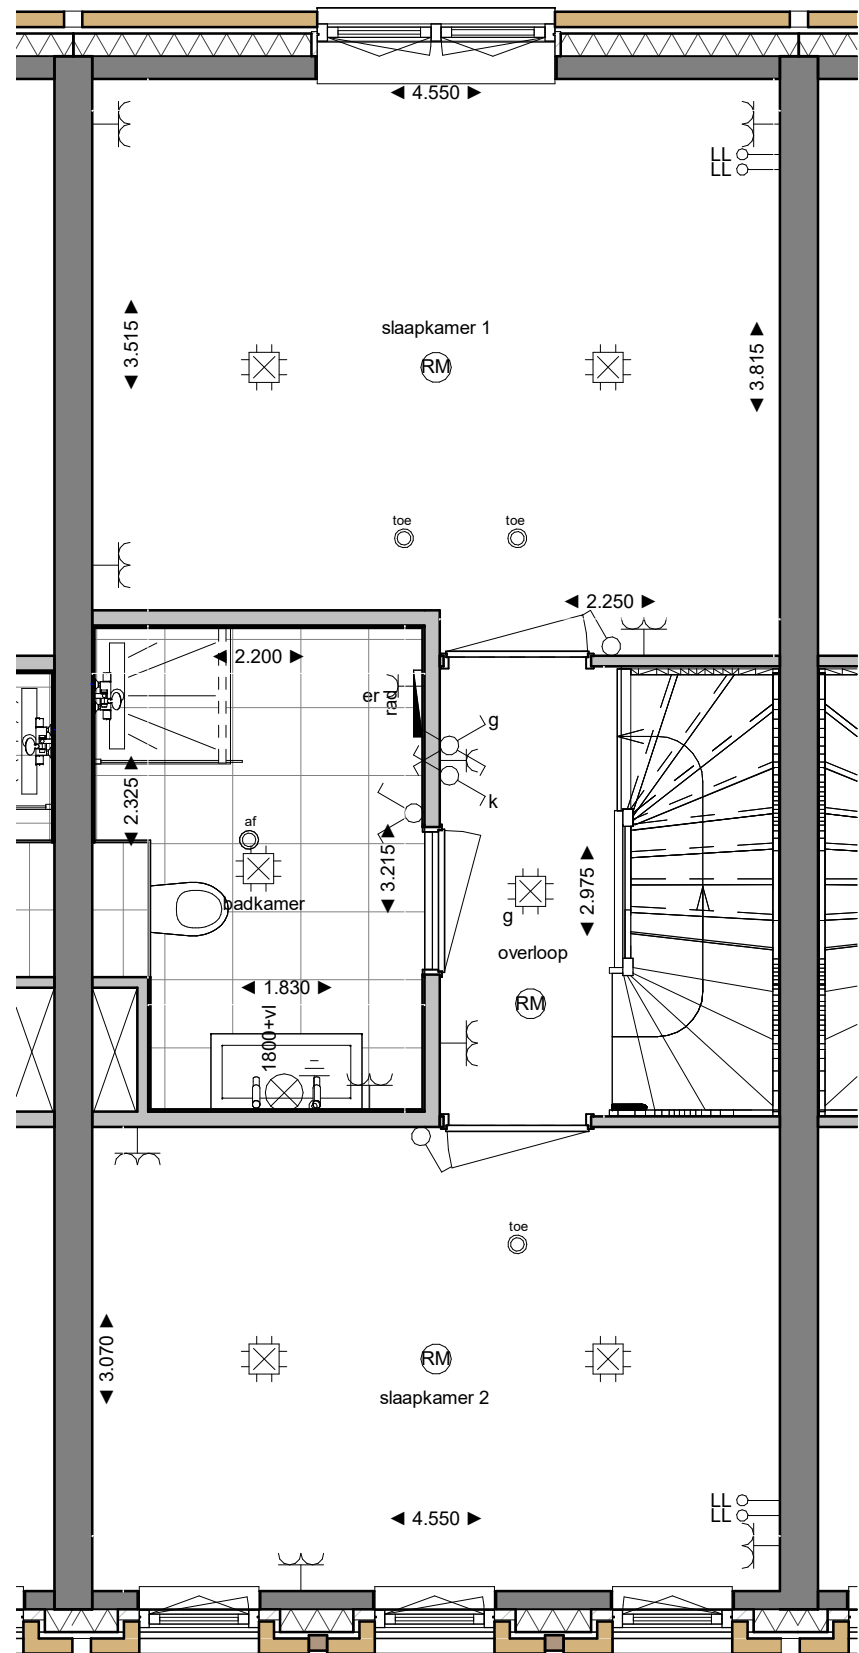 4.550
LL
LL
3.515
slaapkamer 1
RM
3.815
toe
toe
2.250
2.200
er
rad
g
k
2.325
af
3.215
badkamer
2.975
g
overloop
1.830
RM
1800+vl
toe
3.070
RM
slaapkamer 2
LL
LL
4.550